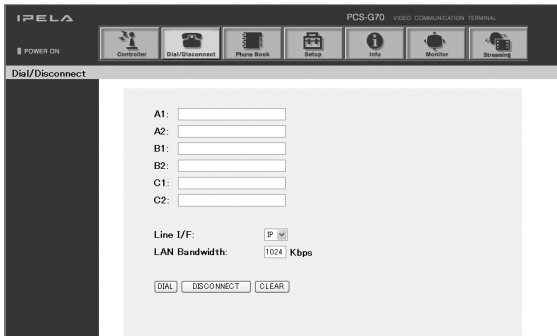 IPELA
PCS-G70 VIDEO COMMUNICATION TERMINAL
POWER ON
Controller Dial/Disconnect Phone Book Setup Info Monitor Streaming
Dial/Disconnect
A1:
A2:
B1:
B2:
C1:
C2:
Line I/F: IP
LAN Bandwidth: 1024 Kbps
DIAL DISCONNECT CLEAR